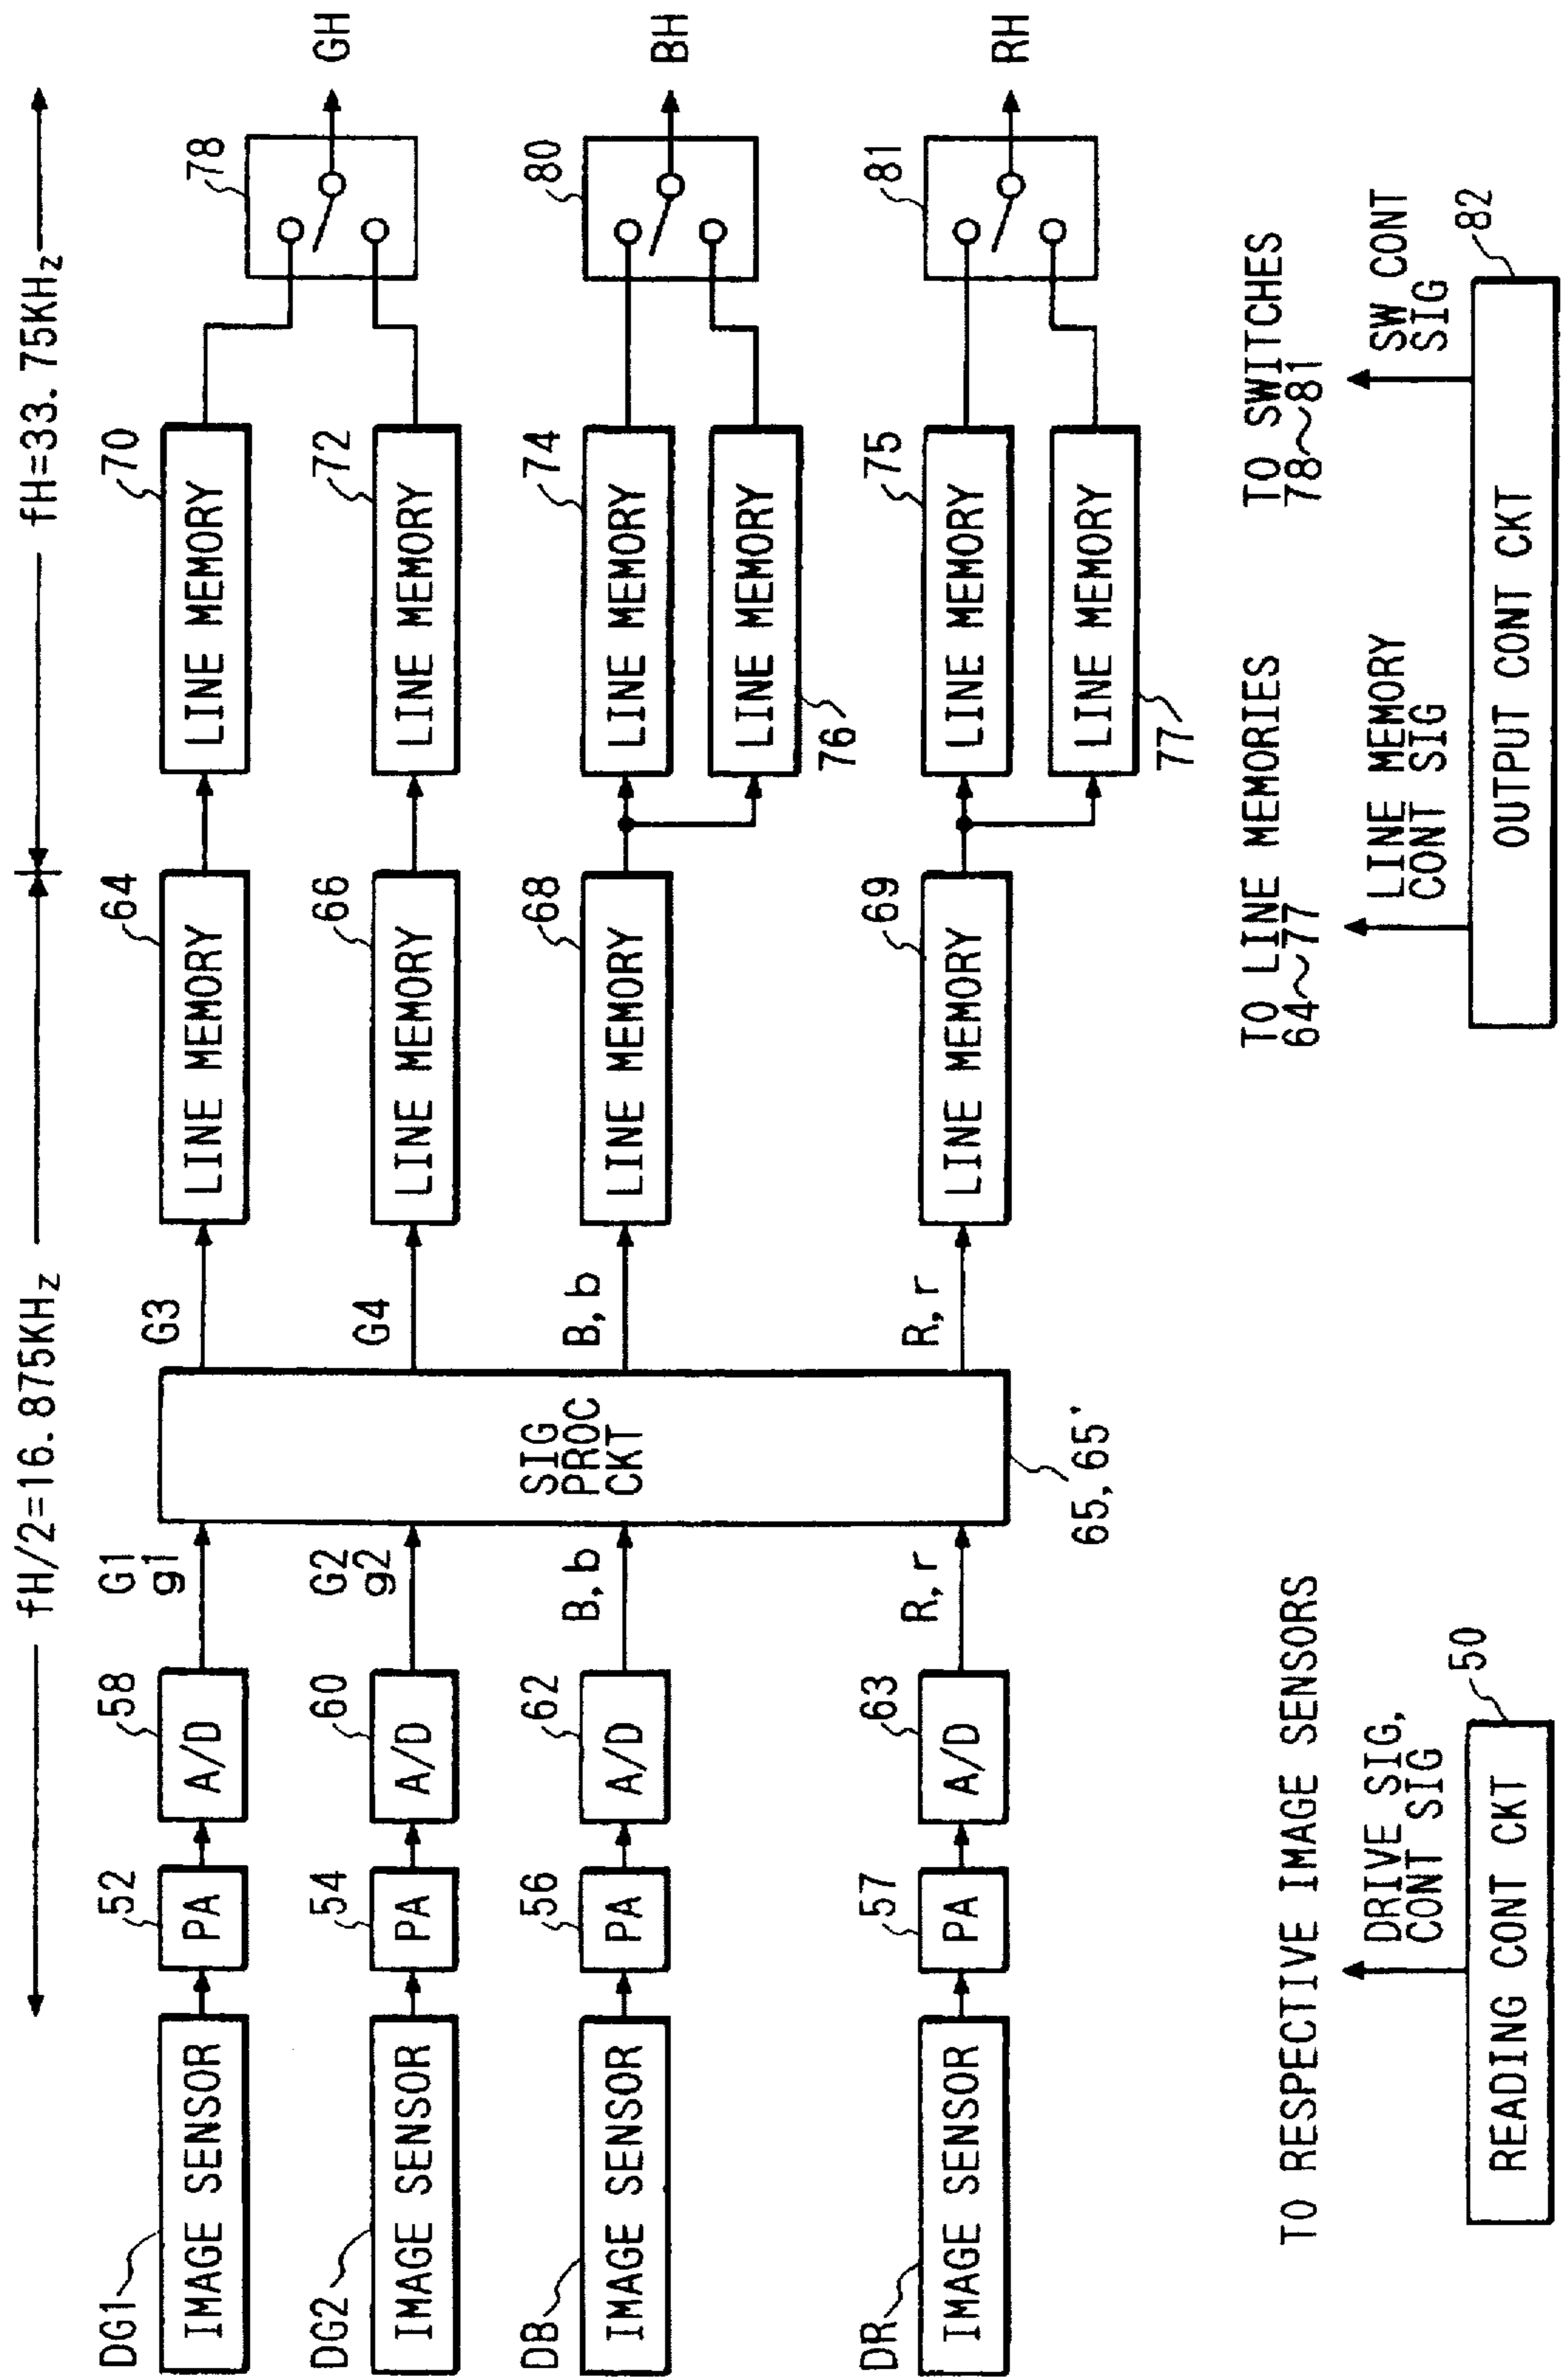 fH/2=16.875KHz
fH=33.75KHz
DG1
IMAGE SENSOR
52
PA
58
A/D
G1
g1
G3
64
LINE MEMORY
70
LINE MEMORY
78
GH
DG2
IMAGE SENSOR
54
PA
60
A/D
G2
g2
G4
66
LINE MEMORY
72
LINE MEMORY
DB
IMAGE SENSOR
56
PA
62
A/D
B, b
SIG
PROC
CKT
B, b
68
LINE MEMORY
74
LINE MEMORY
LINE MEMORY
76
80
BH
DR
IMAGE SENSOR
57
PA
63
A/D
R, r
65, 65'
R, r
69
LINE MEMORY
75
LINE MEMORY
LINE MEMORY
77
81
RH
TO RESPECTIVE IMAGE SENSORS
DRIVE SIG,
CONT SIG
50
READING CONT CKT
TO LINE MEMORIES
64~77
LINE MEMORY
CONT SIG
TO SWITCHES
78~81
SW CONT
SIG
82
OUTPUT CONT CKT